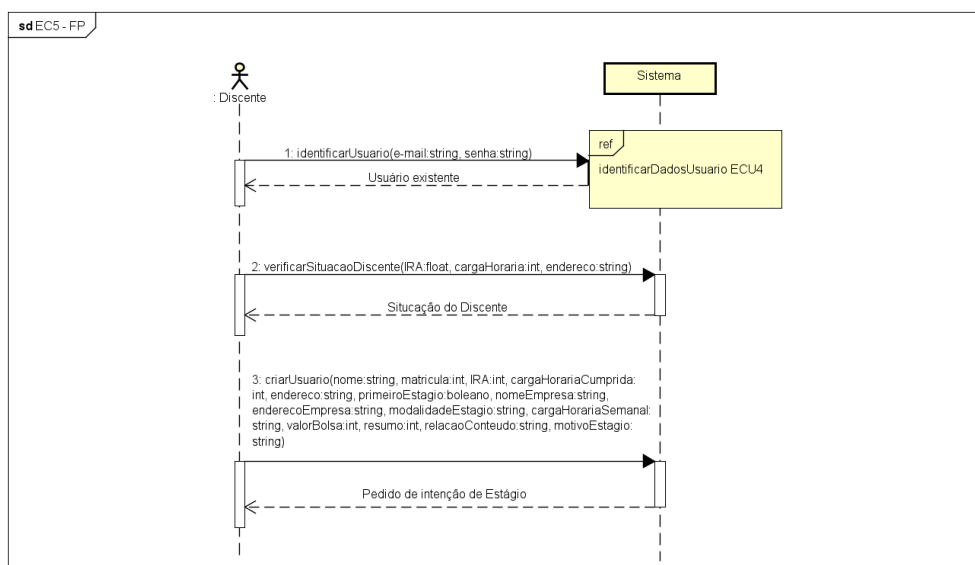 sd EC5 - FP
Sistema
: Discente
ref
identificarDadosUsuario ECU4
1: identificarUsuario(e-mail:string, senha:string)
Usuário existente
2: verificarSituacaoDiscente(IRA:float, cargaHoraria:int, endereco:string)
Situcação do Discente
3: criarUsuario(nome:string, matricula:int, IRA:int, cargaHorariaCumprida:
int, endereco:string, primeiroEstagio:boleano, nomeEmpresa:string,
enderecoEmpresa:string, modalidadeEstagio:string, cargaHorariaSemanal:
string, valorBolsa:int, resumo:int, relacaoConteudo:string, motivoEstagio:
string)
Pedido de intenção de Estágio